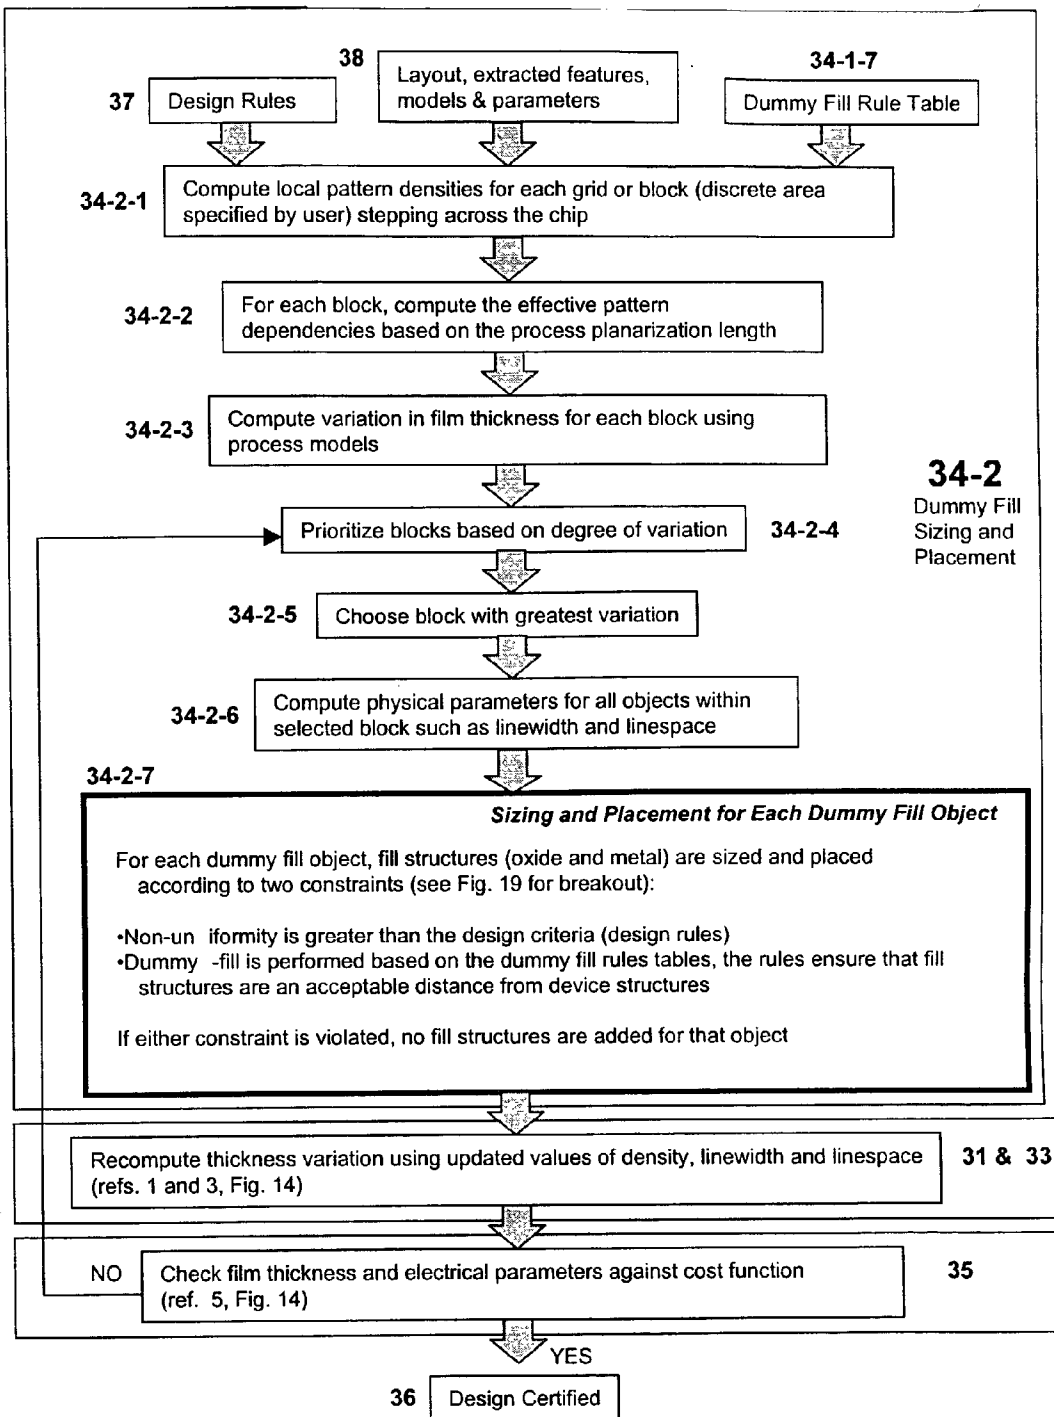 38
Layout, extracted features,
models & parameters
34-1-7
37
Design Rules
Dummy Fill Rule Table
34-2-1
Compute local pattern densities for each grid or block (discrete area
specified by user) stepping across the chip
34-2-2
For each block, compute the effective pattern
dependencies based on the process planarization length
34-2-3
Compute variation in film thickness for each block using
process models
34-2
Dummy Fill
Sizing and
Placement
Prioritize blocks based on degree of variation
34-2-4
34-2-5
Choose block with greatest variation
34-2-6
Compute physical parameters for all objects within
selected block such as linewidth and linespace
34-2-7
Sizing and Placement for Each Dummy Fill Object
For each dummy fill object, fill structures (oxide and metal) are sized and placed
according to two constraints (see Fig. 19 for breakout):
•Non-un iformity is greater than the design criteria (design rules)
•Dummy -fill is performed based on the dummy fill rules tables, the rules ensure that fill
structures are an acceptable distance from device structures
If either constraint is violated, no fill structures are added for that object
Recompute thickness variation using updated values of density, linewidth and linespace
(refs. 1 and 3, Fig. 14)
31 & 33
NO
Check film thickness and electrical parameters against cost function
(ref. 5, Fig. 14)
35
YES
36
Design Certified